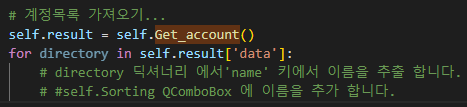 # 계정목록 가져오기...
self.result = self.Get_account()
for directory in self.result['data']:
# directory 딕셔너리 에서'name' 키에서 이름을 추출 합니다.
# #self.Sorting QComboBox 에 이름을 추가 합니다.